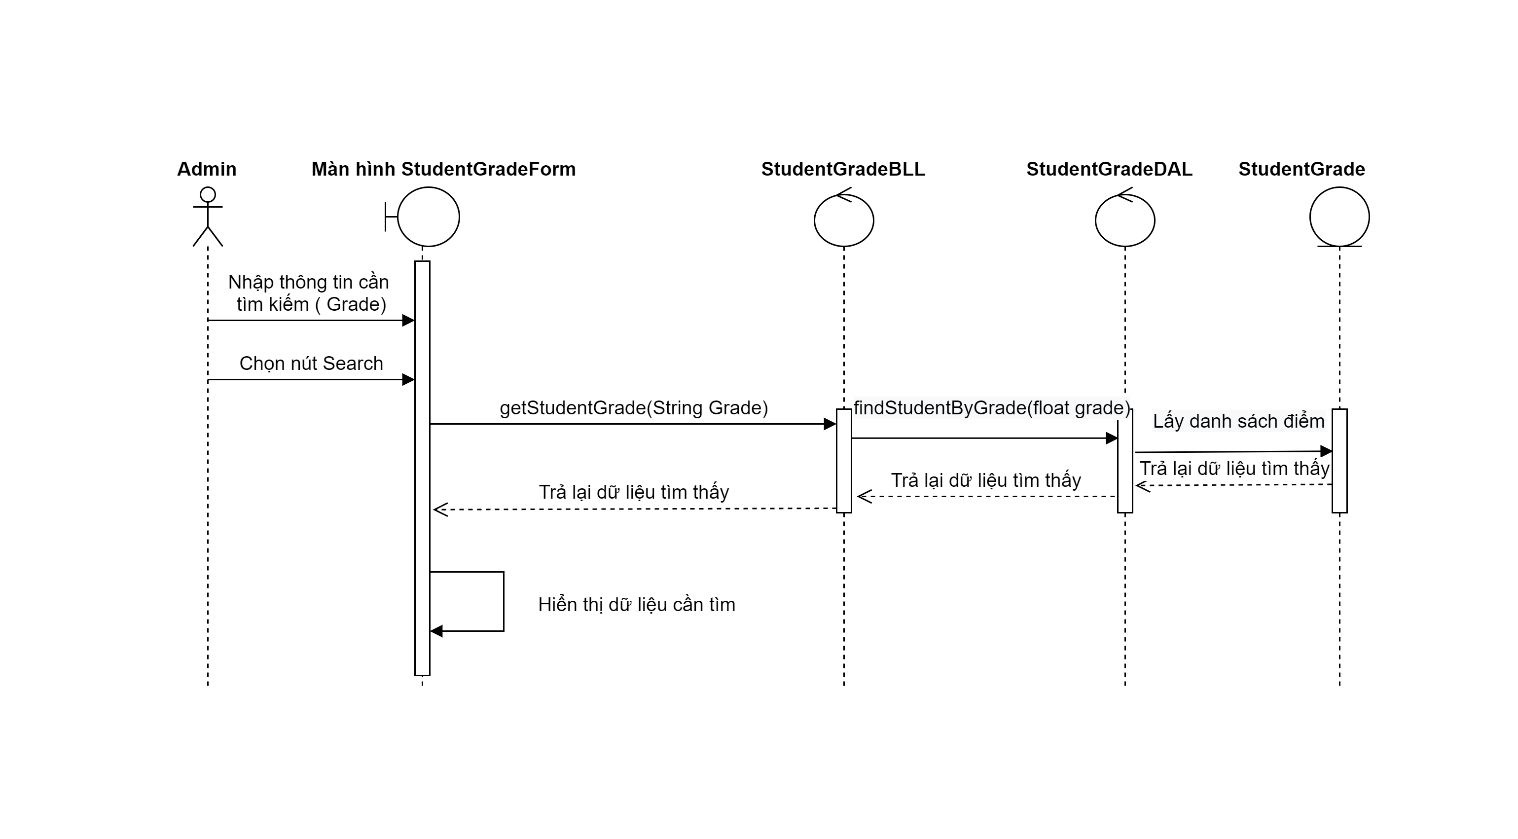 Admin
Màn hình StudentGradeForm
StudentGradeBLL
StudentGradeDAL
StudentGrade
Nhập thông tin cần
tìm kiếm ( Grade)
Chọn nút Search
getStudentGrade(String Grade)
findStudentByGrade(float grade)
Lấy danh sách điểm
Trả lại dữ liệu tìm thấy
Trả lại dữ liệu tìm thấy
Trả lại dữ liệu tìm thấy
Hiển thị dữ liệu cần tìm